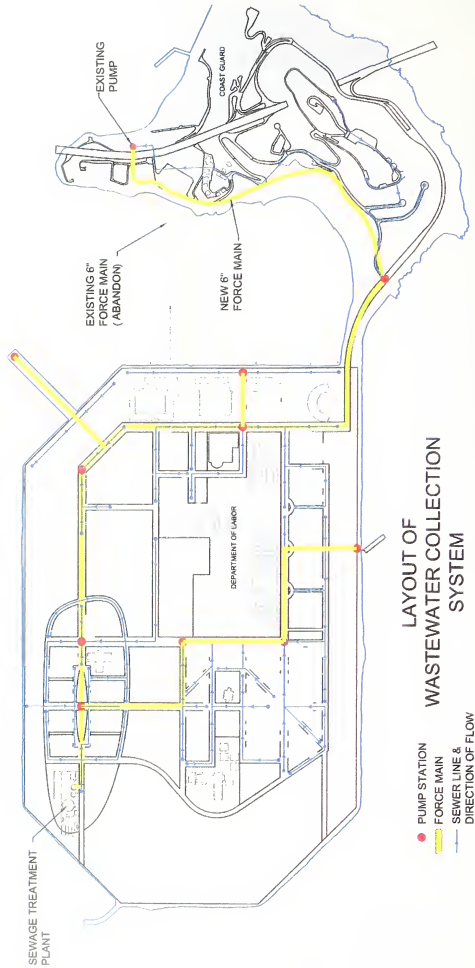 SEWAGE TREATMENT
PLANT
EXISTING 6"
FORCE MAIN
( ABANDON)
NEW 6"
FORCE MAIN
EXISTING
PUMP
COAST GUARD
DEPARTMENT OF LABOR
LAYOUT OF
WASTEWATER COLLECTION
SYSTEM
PUMP STATION
FORCE MAIN
SEWER LINE &
DIRECTION OF FLOW